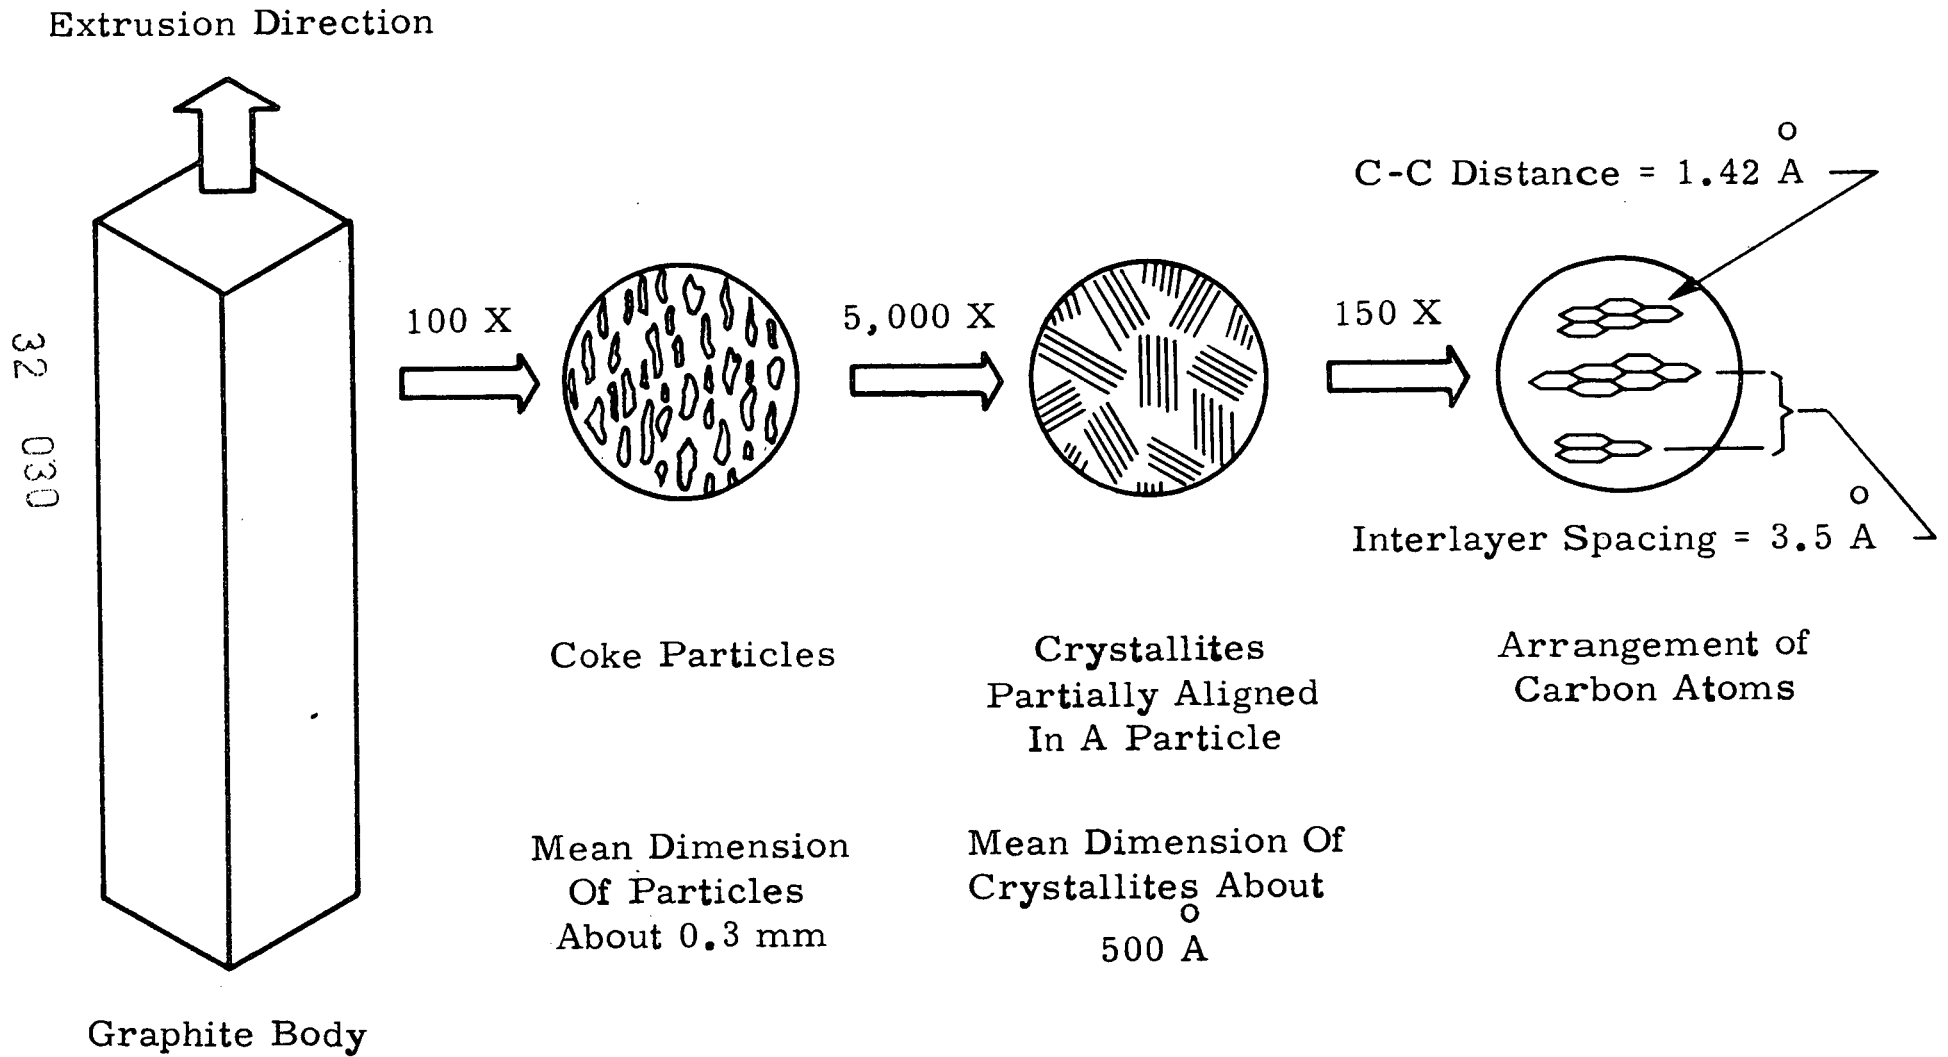 Extrusion Direction
32 030
Graphite Body
100 X
Coke Particles
Mean Dimension
Of Particles
About 0.3 mm
5,000 X
Crystallites
Partially Aligned
In A Particle
Mean Dimension Of
Crystallites About
500 Å
150 X
C-C Distance = 1.42 Å
Interlayer Spacing = 3.5 Å
Arrangement of
Carbon Atoms